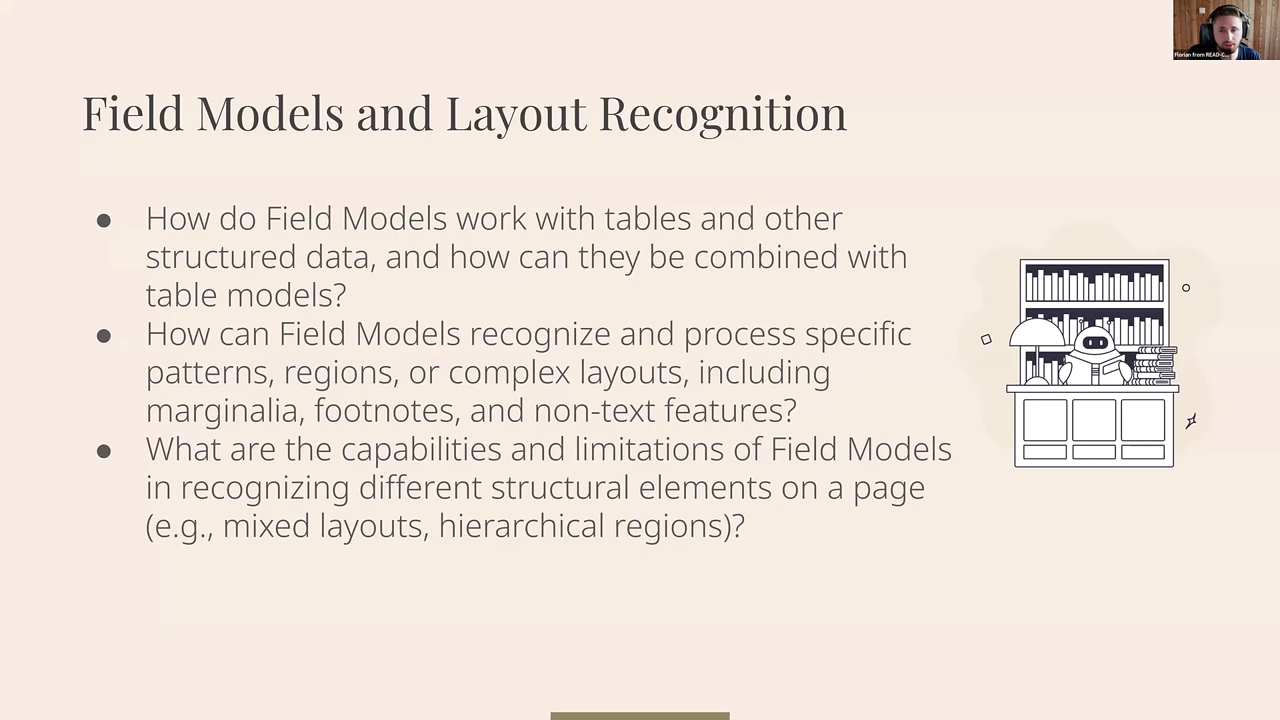 Florian from READ-C...
Field Models and Layout Recognition
● How do Field Models work with tables and other
structured data, and how can they be combined with
table models?
● How can Field Models recognize and process specific
patterns, regions, or complex layouts, including
marginalia, footnotes, and non-text features?
● What are the capabilities and limitations of Field Models
in recognizing different structural elements on a page
(e.g., mixed layouts, hierarchical regions)?